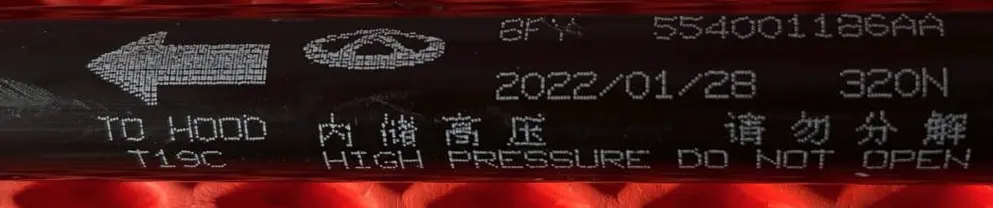 554001186AA
2022/01/28 320N
TO HOOD 内储高压 请勿分解
T19C HIGH PRESSURE DO NOT OPEN